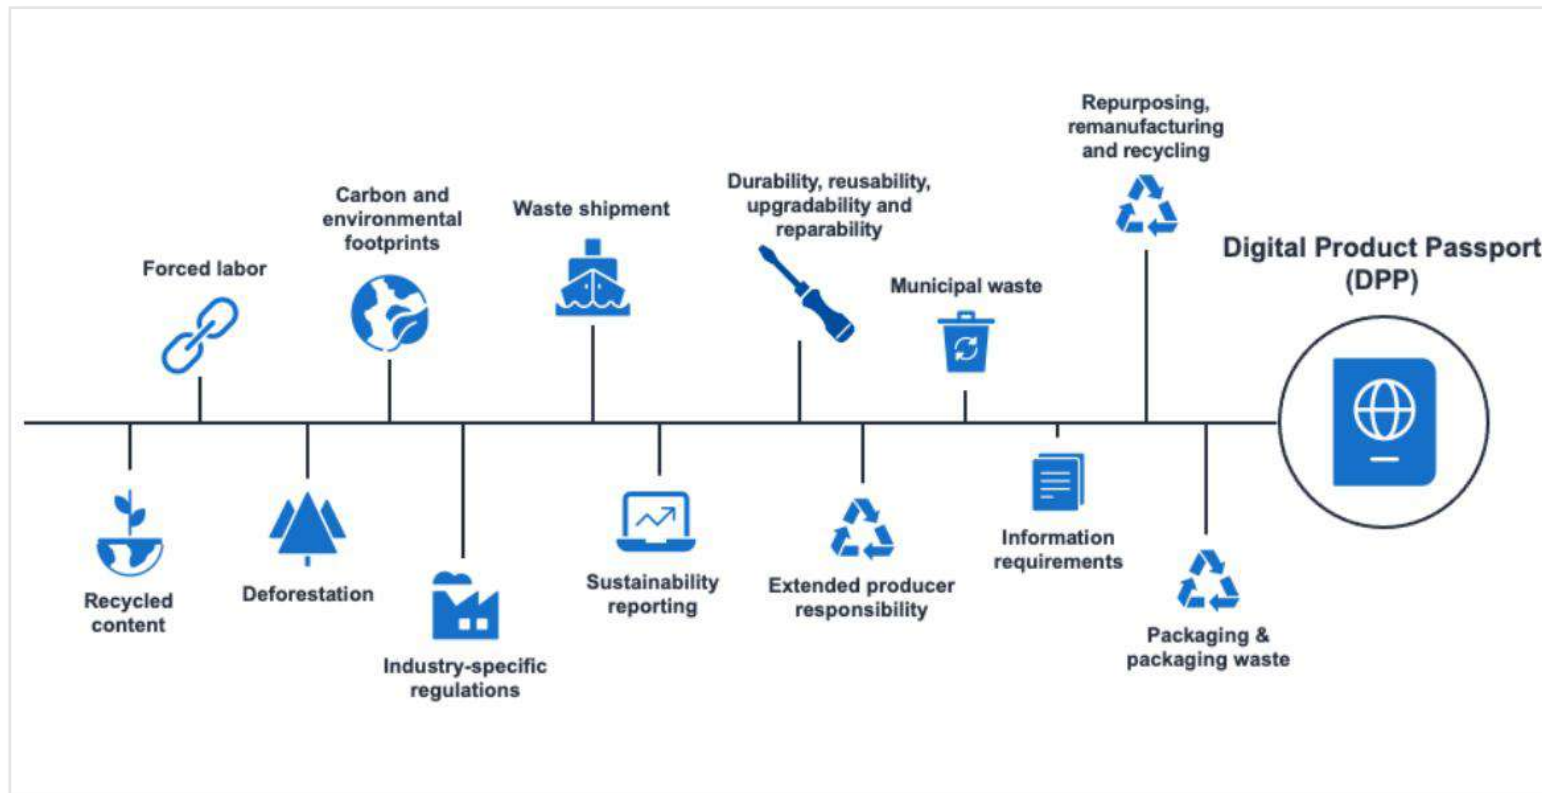 Repurposing,
remanufacturing
and recycling
Durability, reusability,
upgradability and
reparability
Carbon and
environmental
footprints
Waste shipment
Digital Product Passport
(DPP)
Forced labor
Municipal waste
Information
requirements
Sustainability
reporting
Extended producer
responsibility
Deforestation
Recycled
content
Packaging &
packaging waste
Industry-specific
regulations